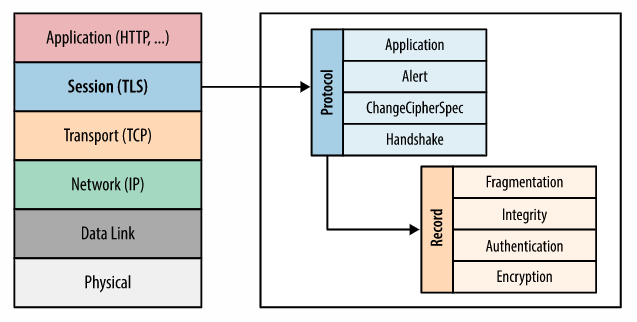 Application (HTTP, ...)
Session (TLS)
Transport (TCP)
Network (IP)
Data Link
Physical
Protocol
Application
Alert
ChangeCipherSpec
Handshake
Record
Fragmentation
Integrity
Authentication
Encryption